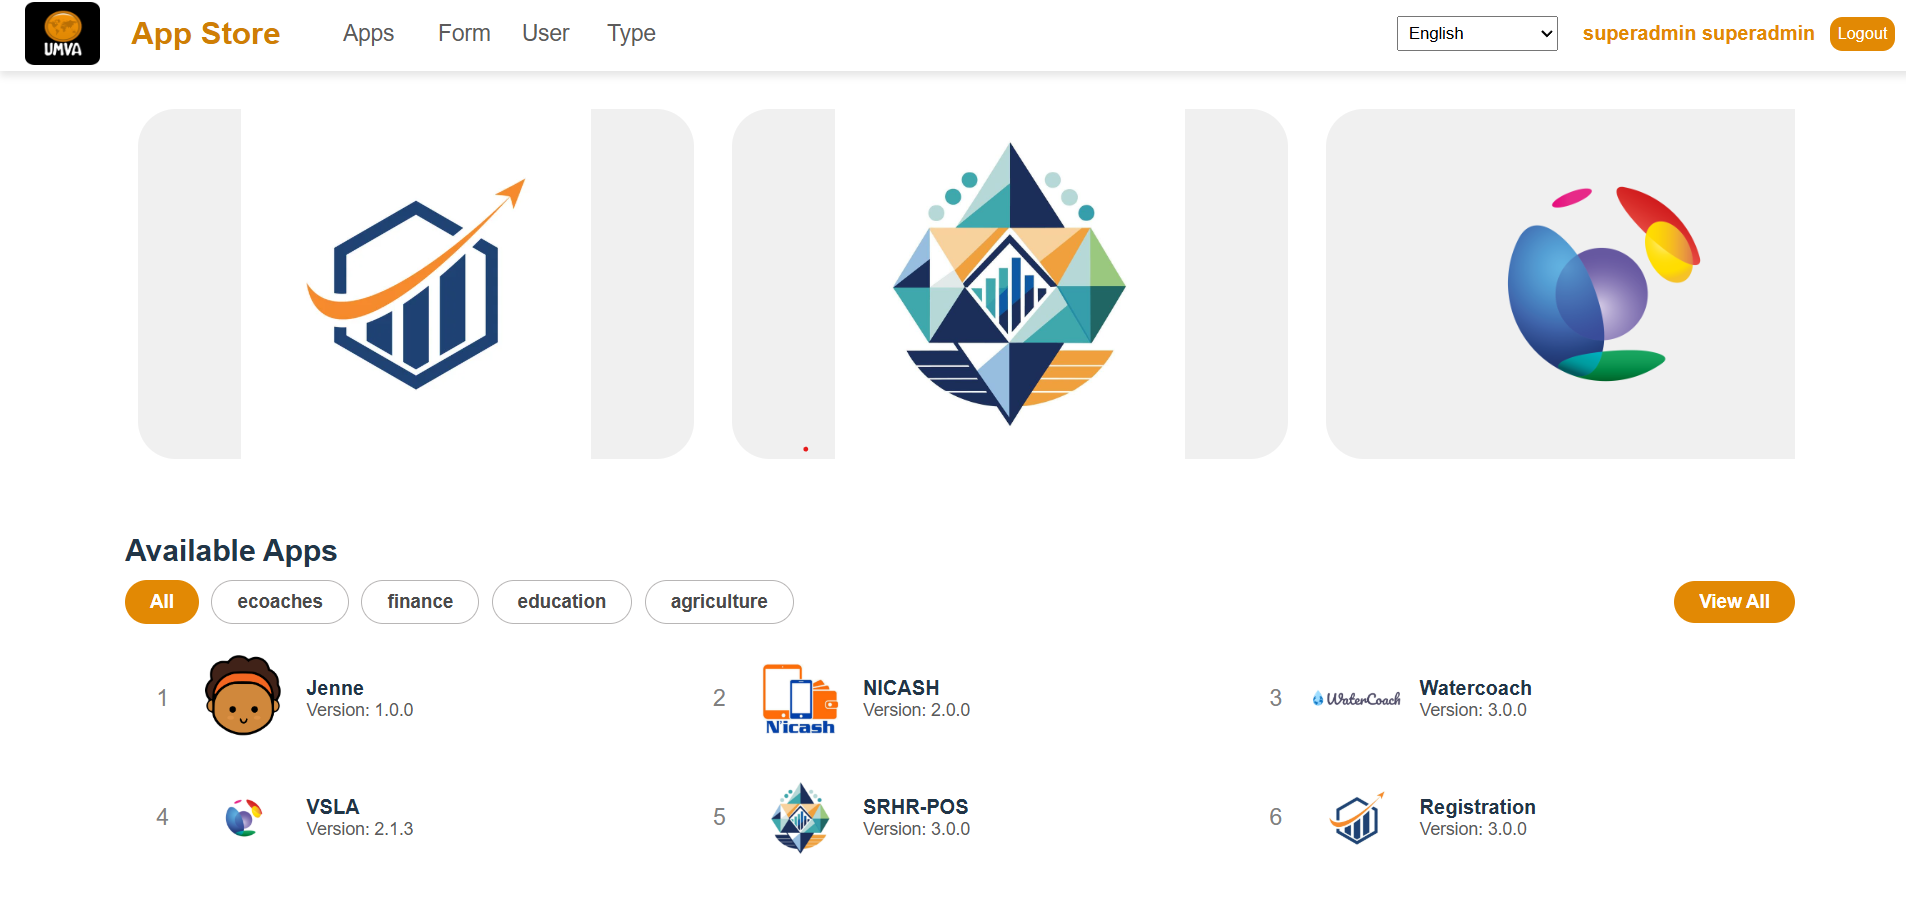 UMVA
App Store
Apps
Form
User
Type
English
superadmin superadmin
Logout
Available Apps
All
ecoaches
finance
education
agriculture
View All
1
Jenne
Version: 1.0.0
2
N'icash
NICASH
Version: 2.0.0
3
WaterCoach
Watercoach
Version: 3.0.0
4
VSLA
Version: 2.1.3
5
SRHR-POS
Version: 3.0.0
6
Registration
Version: 3.0.0